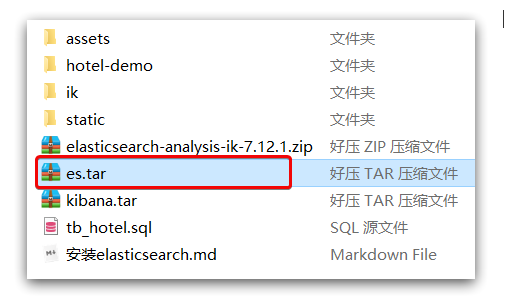 assets 文件夹
hotel-demo 文件夹
ik 文件夹
static 文件夹
elasticsearch-analysis-ik-7.12.1.zip 好压 ZIP 压缩文件
es.tar 好压 TAR 压缩文件
kibana.tar 好压 TAR 压缩文件
tb_hotel.sql SQL 源文件
安装elasticsearch.md Markdown File